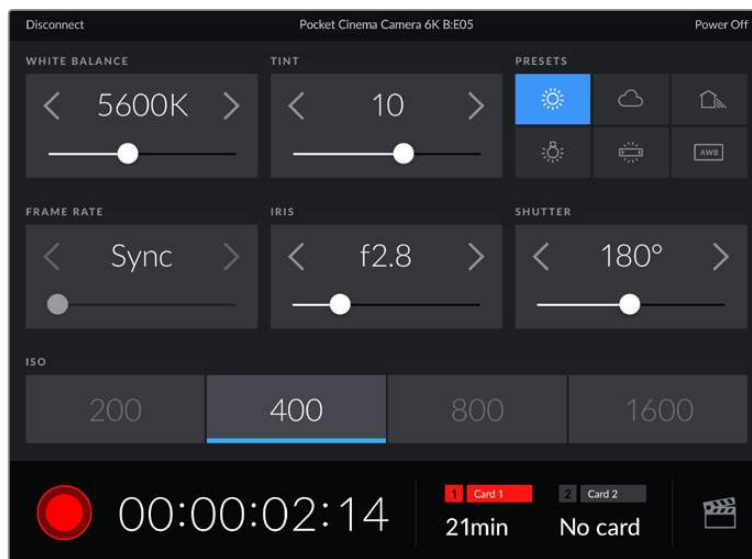 Disconnect Pocket Cinema Camera 6K B:E05 Power Off
WHITE BALANCE TINT PRESETS
5600K 10
AWB
FRAME RATE IRIS SHUTTER
Sync f2.8 180°
ISO
200 400 800 1600
1 Card 1 2 Card 2
00:00:02:14 21min No card